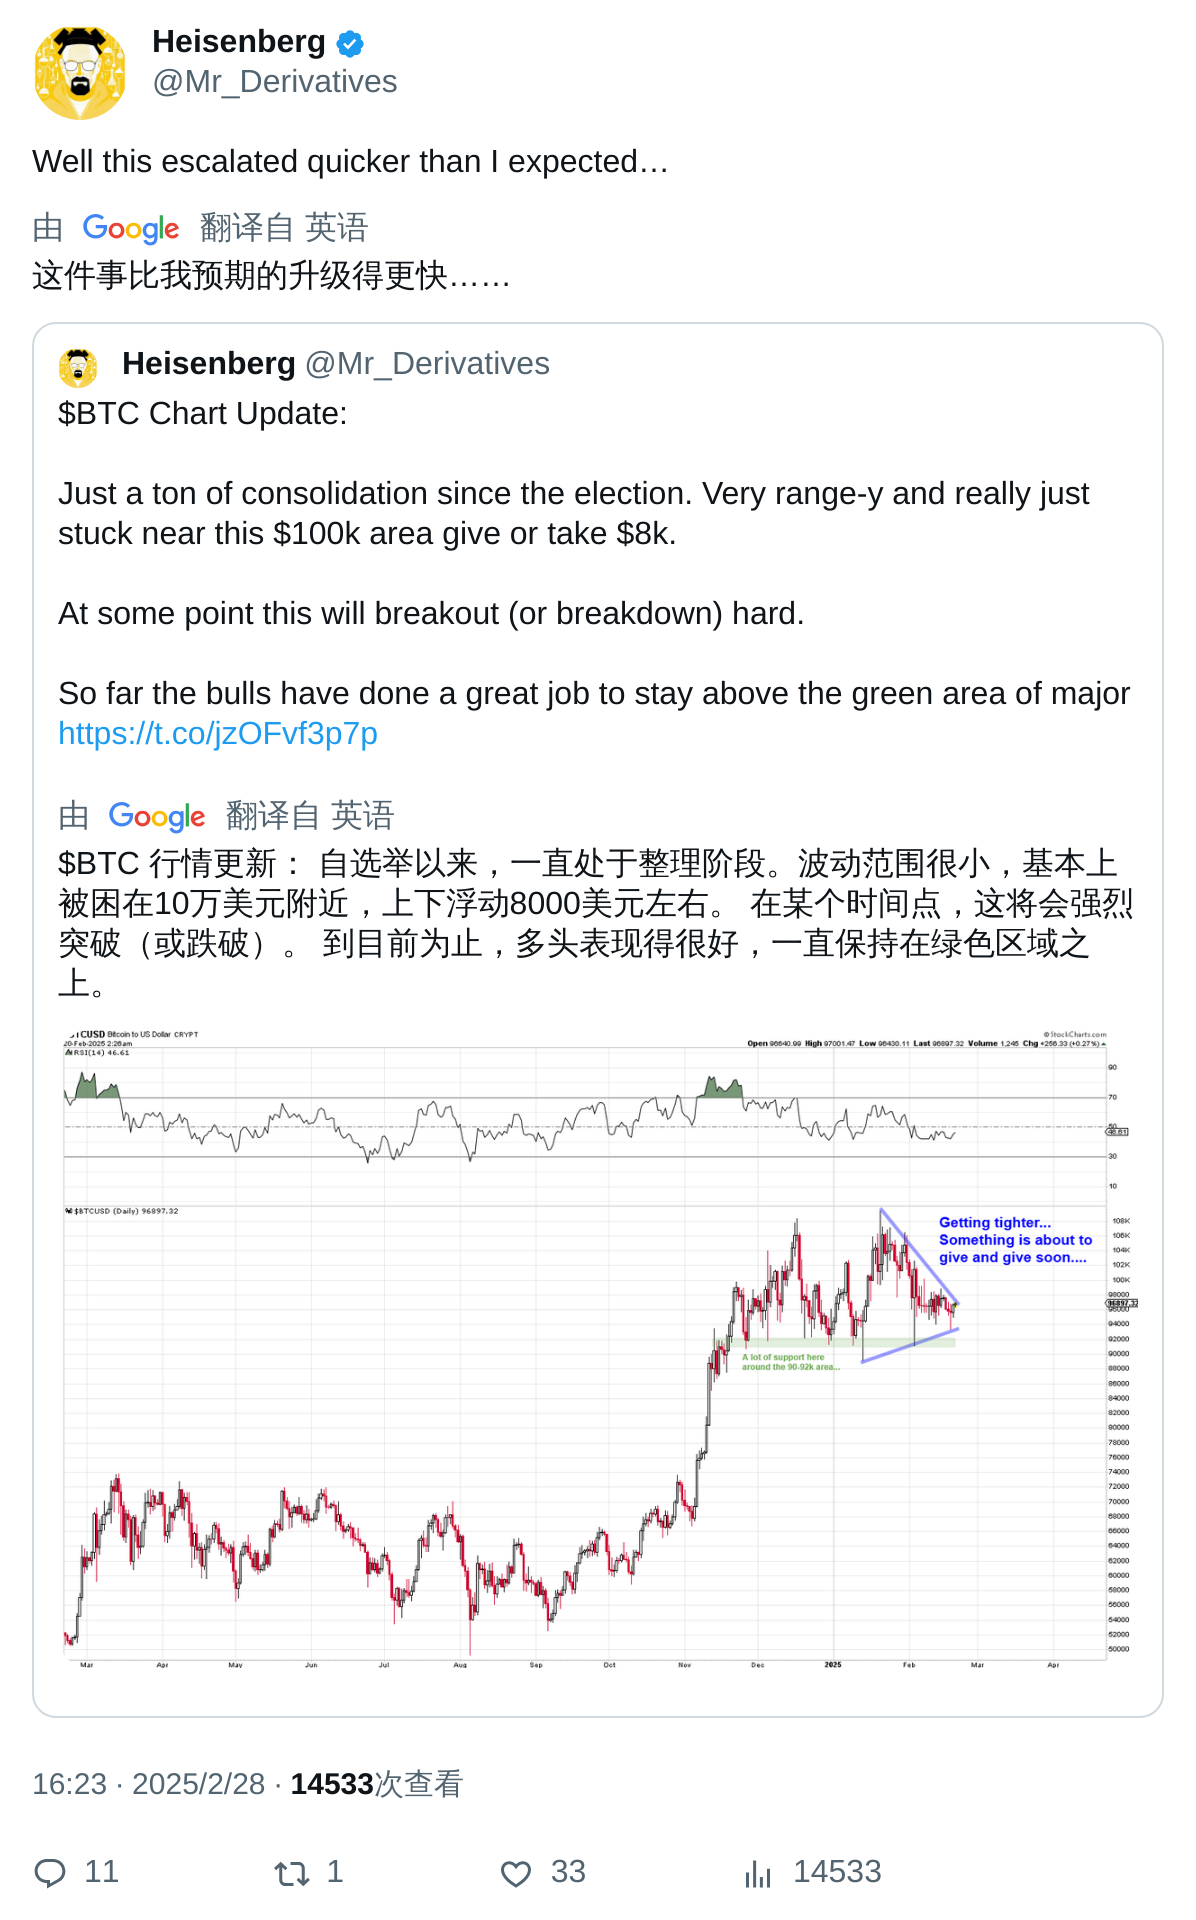 Heisenberg
@Mr_Derivatives
Well this escalated quicker than I expected…
由 Google 翻译自 英语
这件事比我预期的升级得更快……
Heisenberg @Mr_Derivatives
$BTC Chart Update:
Just a ton of consolidation since the election. Very range-y and really just
stuck near this $100k area give or take $8k.
At some point this will breakout (or breakdown) hard.
So far the bulls have done a great job to stay above the green area of major
https://t.co/jzOFvf3p7p
由 Google 翻译自 英语
$BTC 行情更新： 自选举以来，一直处于整理阶段。波动范围很小，基本上
被困在10万美元附近，上下浮动8000美元左右。 在某个时间点，这将会强烈
突破（或跌破）。 到目前为止，多头表现得很好，一直保持在绿色区域之
上。
TCUSD Bitcoin to US Dollar CRYPT
© StockCharts.com
20-Feb-2025 2:26am
Open 96640.99 High 97001.47 Low 96430.11 Last 96897.32 Volume 1,245 Chg +256.33 (+0.27%)
RSI(14) 46.61
90
70
50
46.61
30
10
$BTCUSD (Daily) 96897.32
Getting tighter...
Something is about to
give and give soon....
A lot of support here
around the 90-92k area...
108K
106K
104K
102K
100K
98000
96897.32
96000
94000
92000
90000
88000
86000
84000
82000
80000
78000
76000
74000
72000
70000
68000
66000
64000
62000
60000
58000
56000
54000
52000
50000
Mar Apr May Jun Jul Aug Sep Oct Nov Dec 2025 Feb Mar Apr
16:23 · 2025/2/28 · 14533次查看
11 1 33 14533